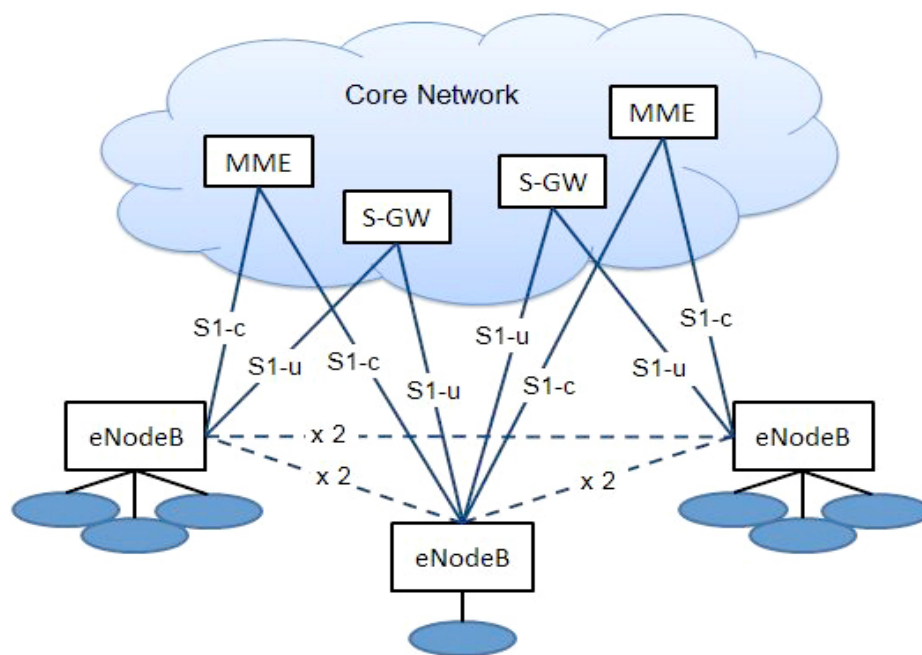 Core Network
MME
MME
S-GW
S-GW
S1-c
S1-u
S1-c
S1-u
S1-u
S1-c
S1-u
S1-c
eNodeB
x 2
eNodeB
x 2
x 2
eNodeB